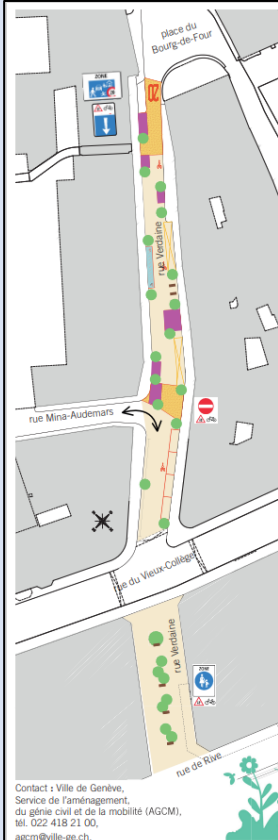 place du
Bourg-de-Four
ZONE
20
rue Verdaine
rue Mina-Audemars
rue du Vieux-Collège
rue Verdaine
ZONE
rue de Rive
Contact : Ville de Genève,
Service de l'aménagement,
du génie civil et de la mobilité (AGCM),
tél. 022 418 21 00,
agcm@ville-ge.ch.